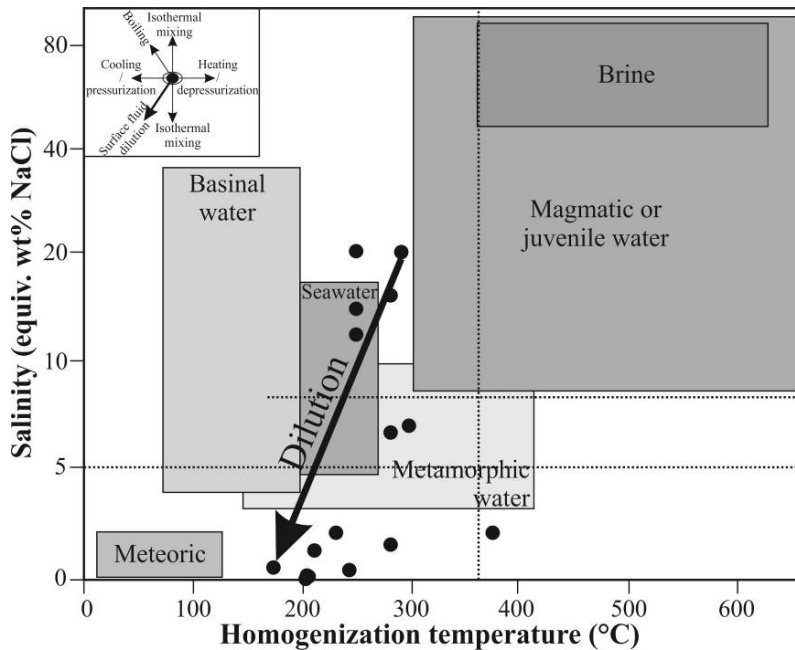 80
40
20
10
5
0
Salinity (equiv. wt% NaCl)
Isothermal
mixing
Boiling
Cooling
/
pressurization
Heating
/
depressurization
Surface fluid
dilution
Isothermal
mixing
Basinal
water
Brine
Magmatic or
juvenile water
Seawater
Dilution
Metamorphic
water
Meteoric
0
100
200
300
400
500
600
Homogenization temperature (°C)